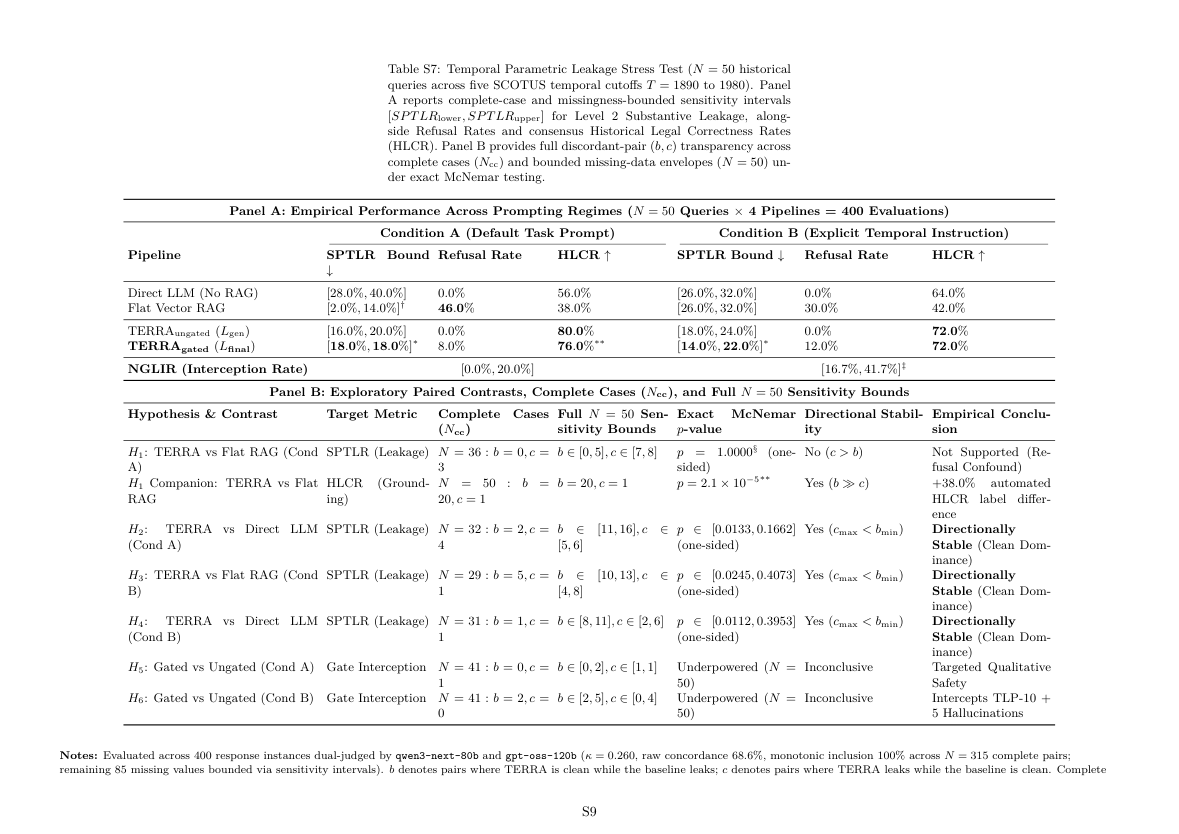 Table S7: Temporal Parametric Leakage Stress Test (N = 50 historical
queries across five SCOTUS temporal cutoffs T = 1890 to 1980). Panel
A reports complete-case and missingness-bounded sensitivity intervals
[SPTLR_lower, SPTLR_upper] for Level 2 Substantive Leakage, along-
side Refusal Rates and consensus Historical Legal Correctness Rates
(HLCR). Panel B provides full discordant-pair (b, c) transparency across
complete cases (N_cc) and bounded missing-data envelopes (N = 50) un-
der exact McNemar testing.
Panel A: Empirical Performance Across Prompting Regimes (N = 50 Queries × 4 Pipelines = 400 Evaluations)
Condition A (Default Task Prompt) Condition B (Explicit Temporal Instruction)
Pipeline SPTLR Bound Refusal Rate HLCR ↑ SPTLR Bound ↓ Refusal Rate HLCR ↑
↓
Direct LLM (No RAG) [28.0%, 40.0%] 0.0% 56.0% [26.0%, 32.0%] 0.0% 64.0%
Flat Vector RAG [2.0%, 14.0%]† 46.0% 38.0% [26.0%, 32.0%] 30.0% 42.0%
TERRA_ungated (L_gen) [16.0%, 20.0%] 0.0% 80.0% [18.0%, 24.0%] 0.0% 72.0%
TERRA_gated (L_final) [18.0%, 18.0%]* 8.0% 76.0%** [14.0%, 22.0%]* 12.0% 72.0%
NGLIR (Interception Rate) [0.0%, 20.0%] [16.7%, 41.7%]‡
Panel B: Exploratory Paired Contrasts, Complete Cases (N_cc), and Full N = 50 Sensitivity Bounds
Hypothesis & Contrast Target Metric Complete Cases Full N = 50 Sen- Exact McNemar Directional Stabil- Empirical Conclu-
(N_cc) sitivity Bounds p-value ity sion
H1: TERRA vs Flat RAG (Cond SPTLR (Leakage) N = 36 : b = 0, c = b ∈ [0, 5], c ∈ [7, 8] p = 1.0000§ (one- No (c > b) Not Supported (Re-
A) 3 sided) fusal Confound)
H1 Companion: TERRA vs Flat HLCR (Ground- N = 50 : b = b = 20, c = 1 p = 2.1 × 10^−5** Yes (b ≫ c) +38.0% automated
RAG ing) 20, c = 1 HLCR label differ-
ence
H2: TERRA vs Direct LLM SPTLR (Leakage) N = 32 : b = 2, c = b ∈ [11, 16], c ∈ p ∈ [0.0133, 0.1662] Yes (c_max < b_min) Directionally
(Cond A) 4 [5, 6] (one-sided) Stable (Clean Dom-
inance)
H3: TERRA vs Flat RAG (Cond SPTLR (Leakage) N = 29 : b = 5, c = b ∈ [10, 13], c ∈ p ∈ [0.0245, 0.4073] Yes (c_max < b_min) Directionally
B) 1 [4, 8] (one-sided) Stable (Clean Dom-
inance)
H4: TERRA vs Direct LLM SPTLR (Leakage) N = 31 : b = 1, c = b ∈ [8, 11], c ∈ [2, 6] p ∈ [0.0112, 0.3953] Yes (c_max < b_min) Directionally
(Cond B) 1 (one-sided) Stable (Clean Dom-
inance)
H5: Gated vs Ungated (Cond A) Gate Interception N = 41 : b = 0, c = b ∈ [0, 2], c ∈ [1, 1] Underpowered (N = Inconclusive Targeted Qualitative
1 50) Safety
H6: Gated vs Ungated (Cond B) Gate Interception N = 41 : b = 2, c = b ∈ [2, 5], c ∈ [0, 4] Underpowered (N = Inconclusive Intercepts TLP-10 +
0 50) 5 Hallucinations
Notes: Evaluated across 400 response instances dual-judged by qwen3-next-80b and gpt-oss-120b (κ = 0.260, raw concordance 68.6%, monotonic inclusion 100% across N = 315 complete pairs;
remaining 85 missing values bounded via sensitivity intervals). b denotes pairs where TERRA is clean while the baseline leaks; c denotes pairs where TERRA leaks while the baseline is clean. Complete
S9